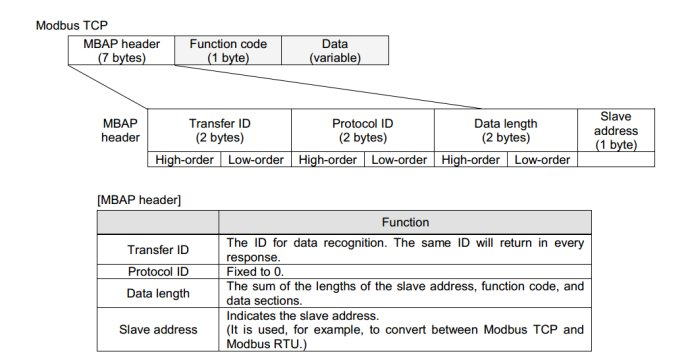 Modbus TCP
MBAP header Function code Data
(7 bytes) (1 byte) (variable)
MBAP header
Transfer ID (2 bytes)
Protocol ID (2 bytes)
Data length (2 bytes)
Slave address (1 byte)
High-order Low-order High-order Low-order High-order Low-order
[MBAP header]
Function
Transfer ID
The ID for data recognition. The same ID will return in every
response.
Protocol ID
Fixed to 0.
Data length
The sum of the lengths of the slave address, function code, and
data sections.
Slave address
Indicates the slave address.
(It is used, for example, to convert between Modbus TCP and
Modbus RTU.)